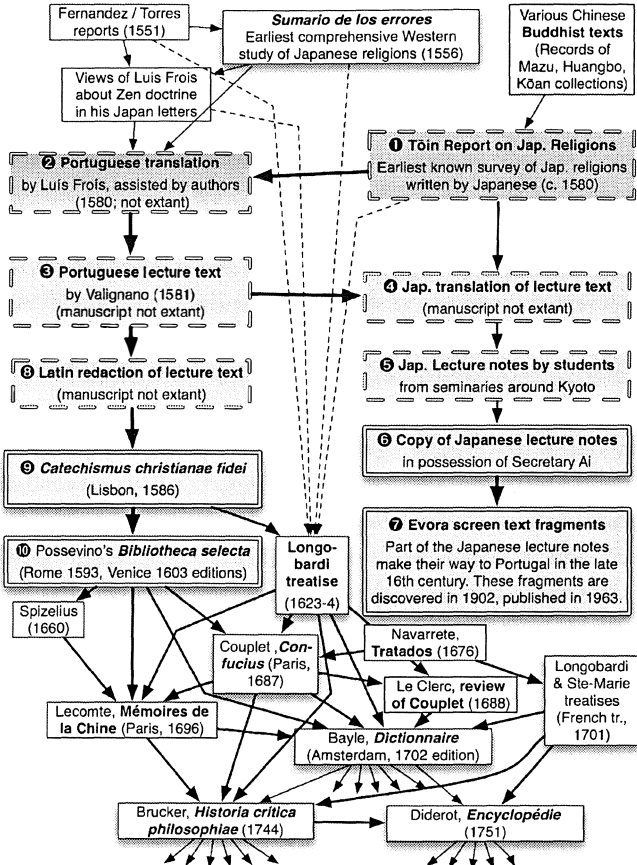 Fernandez / Torres
reports (1551)
Sumario de los errores
Earliest comprehensive Western
study of Japanese religions (1556)
Various Chinese
Buddhist texts
(Records of
Mazu, Huangbo,
Kōan collections)
Views of Luis Frois
about Zen doctrine
in his Japan letters
❶ Tōin Report on Jap. Religions
Earliest known survey of Jap. religions
written by Japanese (c. 1580)
❷ Portuguese translation
by Luís Frois, assisted by authors
(1580; not extant)
❸ Portuguese lecture text
by Valignano (1581)
(manuscript not extant)
❹ Jap. translation of lecture text
(manuscript not extant)
❽ Latin redaction of lecture text
(manuscript not extant)
❺ Jap. Lecture notes by students
from seminaries around Kyoto
❻ Copy of Japanese lecture notes
in possession of Secretary Ai
❾ Catechismus christianae fidei
(Lisbon, 1586)
❼ Evora screen text fragments
Part of the Japanese lecture notes
make their way to Portugal in the late
16th century. These fragments are
discovered in 1902, published in 1963.
❿ Possevino's Bibliotheca selecta
(Rome 1593, Venice 1603 editions)
Longo-
bardi
treatise
(1623-4)
Spizelius
(1660)
Couplet ,Con-
fucius (Paris,
1687)
Navarrete,
Tratados (1676)
Le Clerc, review
of Couplet (1688)
Longobardi
& Ste-Marie
treatises
(French tr.,
1701)
Lecomte, Mémoires de
la Chine (Paris, 1696)
Bayle, Dictionnaire
(Amsterdam, 1702 edition)
Brucker, Historia critica
philosophiae (1744)
Diderot, Encyclopédie
(1751)